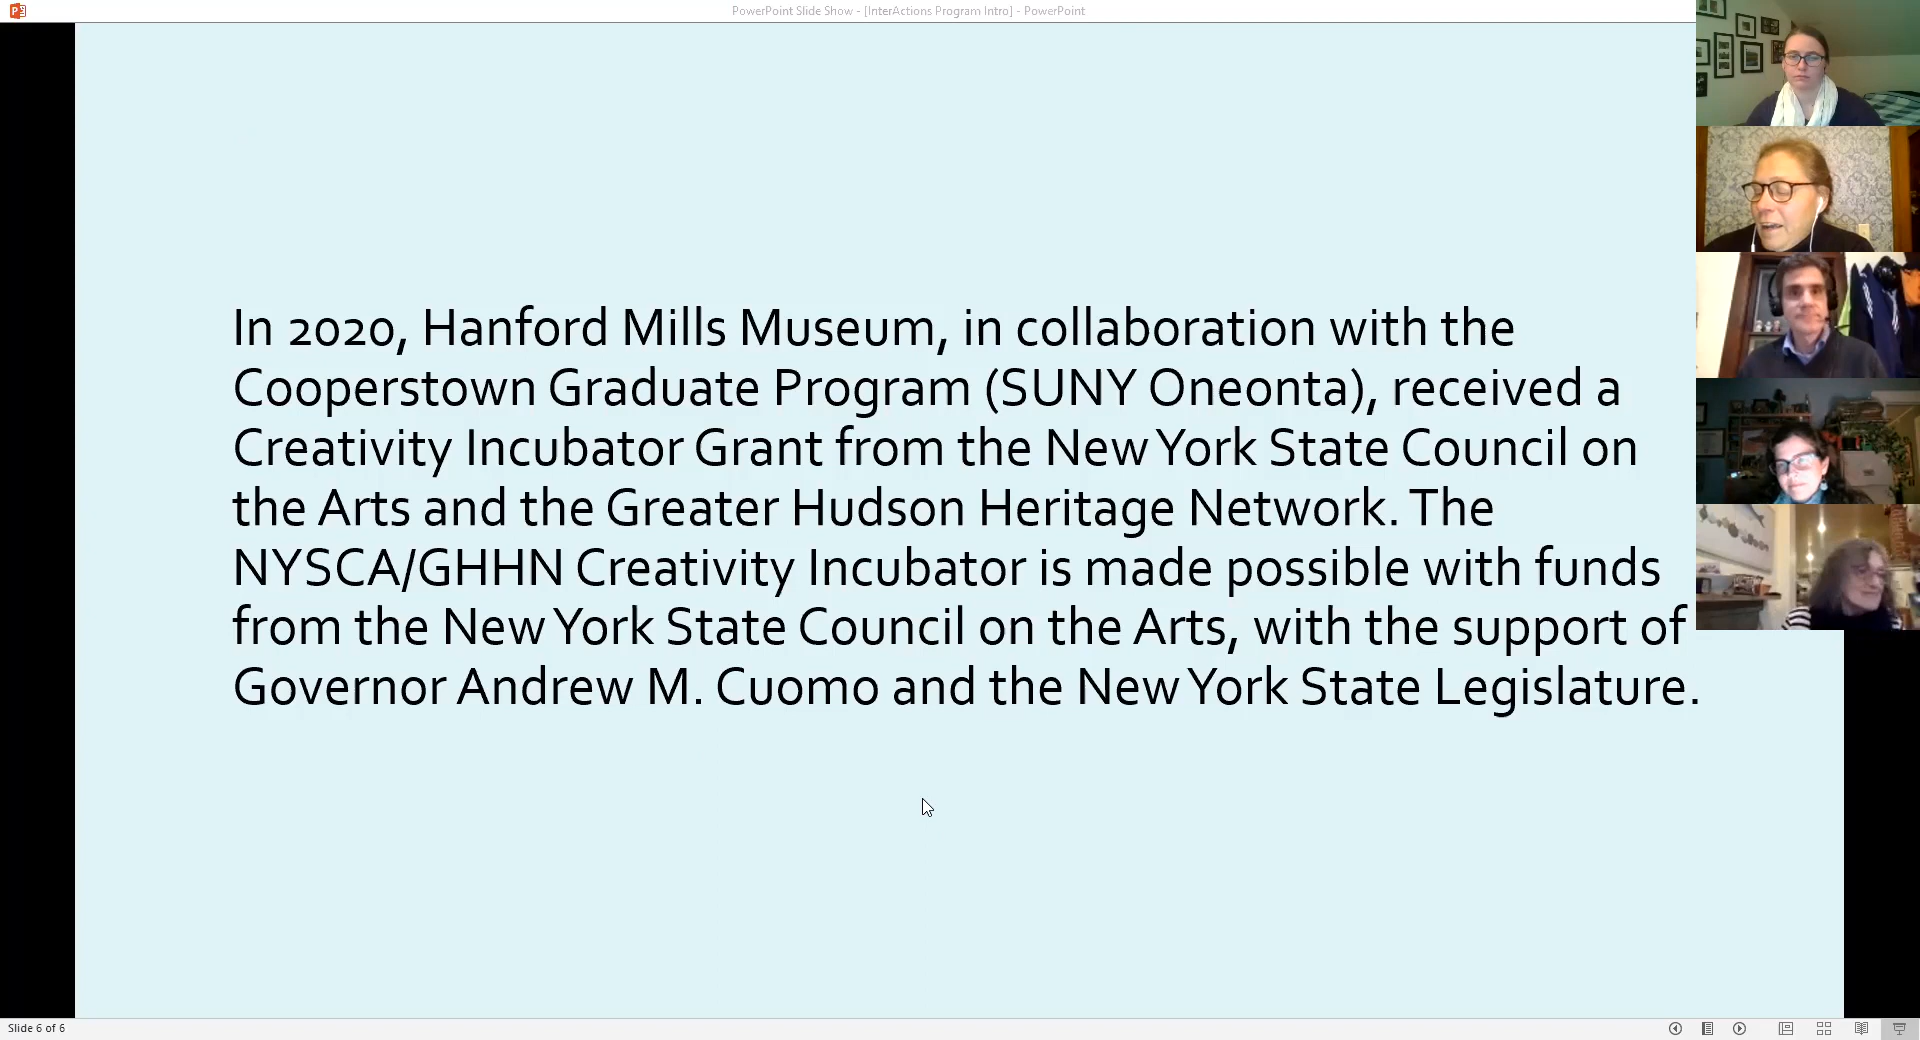 PowerPoint Slide Show - [InterActions Program Intro] - PowerPoint
In 2020, Hanford Mills Museum, in collaboration with the
Cooperstown Graduate Program (SUNY Oneonta), received a
Creativity Incubator Grant from the New York State Council on
the Arts and the Greater Hudson Heritage Network. The
NYSCA/GHHN Creativity Incubator is made possible with funds
from the New York State Council on the Arts, with the support of
Governor Andrew M. Cuomo and the New York State Legislature.
Slide 6 of 6